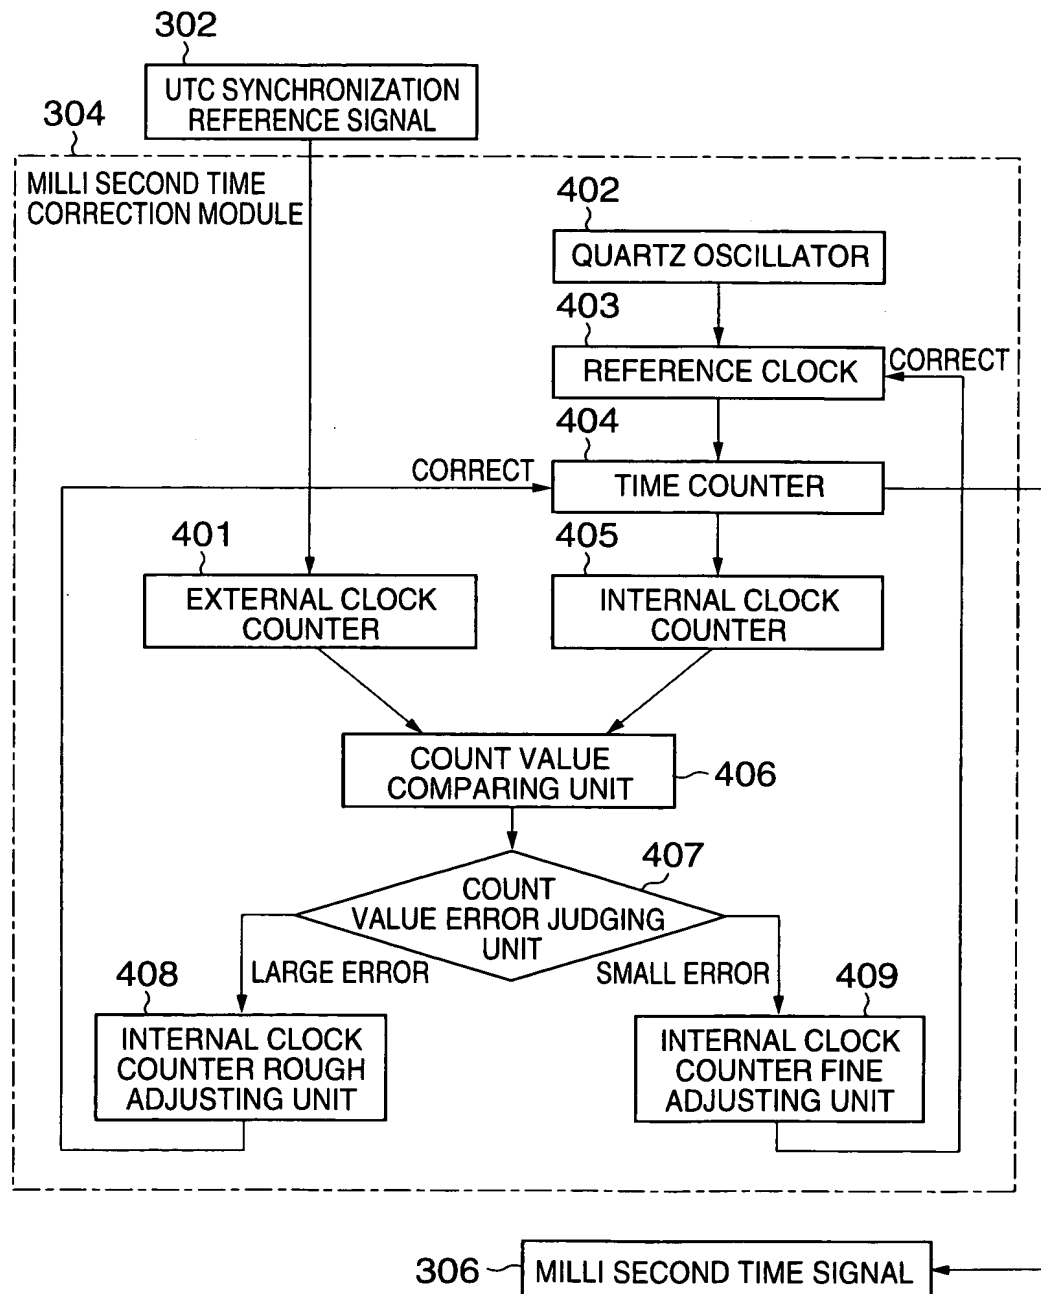 302
UTC SYNCHRONIZATION
REFERENCE SIGNAL
304
MILLI SECOND TIME
CORRECTION MODULE
402
QUARTZ OSCILLATOR
403
REFERENCE CLOCK
CORRECT
404
CORRECT
TIME COUNTER
401
EXTERNAL CLOCK
COUNTER
405
INTERNAL CLOCK
COUNTER
COUNT VALUE
COMPARING UNIT
406
407
COUNT
VALUE ERROR JUDGING
UNIT
LARGE ERROR
SMALL ERROR
408
INTERNAL CLOCK
COUNTER ROUGH
ADJUSTING UNIT
409
INTERNAL CLOCK
COUNTER FINE
ADJUSTING UNIT
306
MILLI SECOND TIME SIGNAL